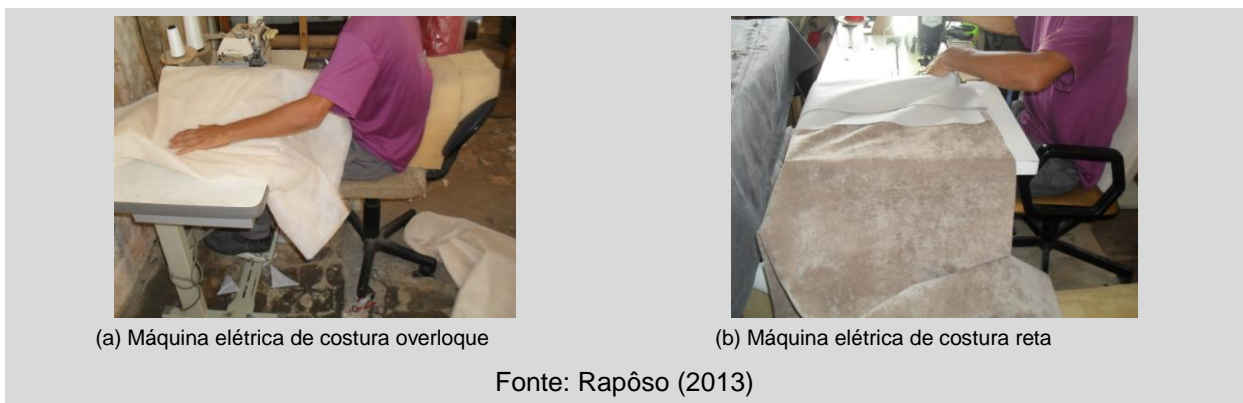 (a) Máquina elétrica de costura overloque
(b) Máquina elétrica de costura reta
Fonte: Rapôso (2013)